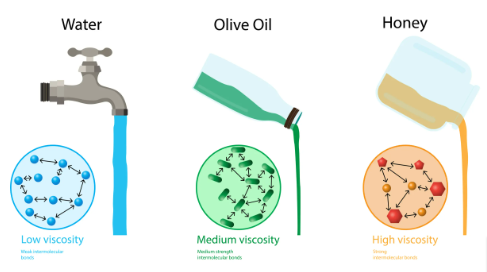 Water
Olive Oil
Honey
Low viscosity
Weak intermolecular
bonds
Medium viscosity
Medium strength
intermolecular bonds
High viscosity
Strong
intermolecular bonds